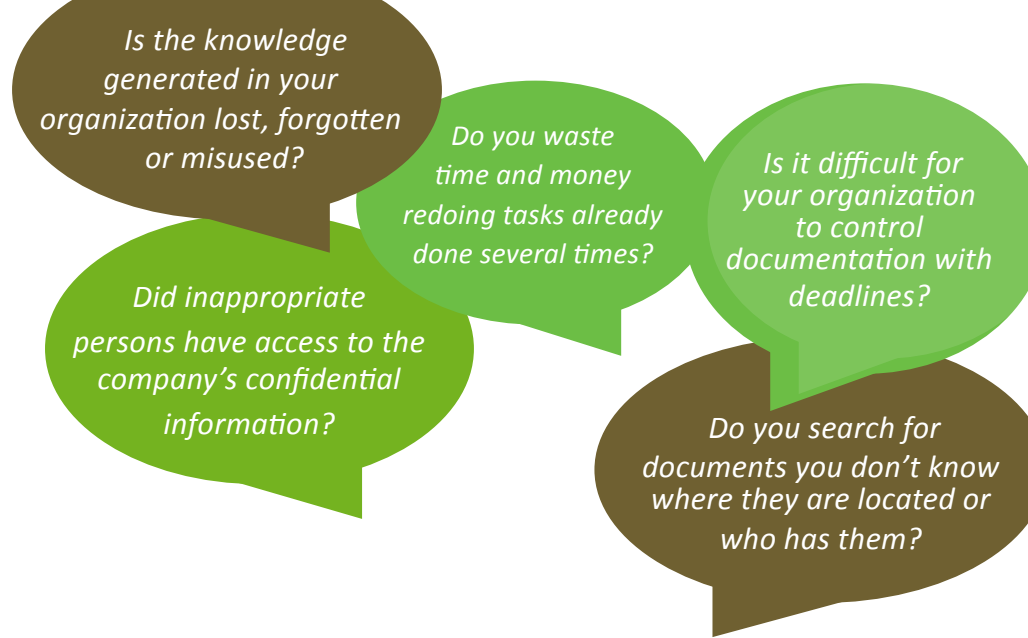 Is the knowledge
generated in your
organization lost, forgotten
or misused?
Do you waste
time and money
redoing tasks already
done several times?
Is it difficult for
your organization
to control
documentation with
deadlines?
Did inappropriate
persons have access to the
company’s confidential
information?
Do you search for
documents you don’t know
where they are located or
who has them?